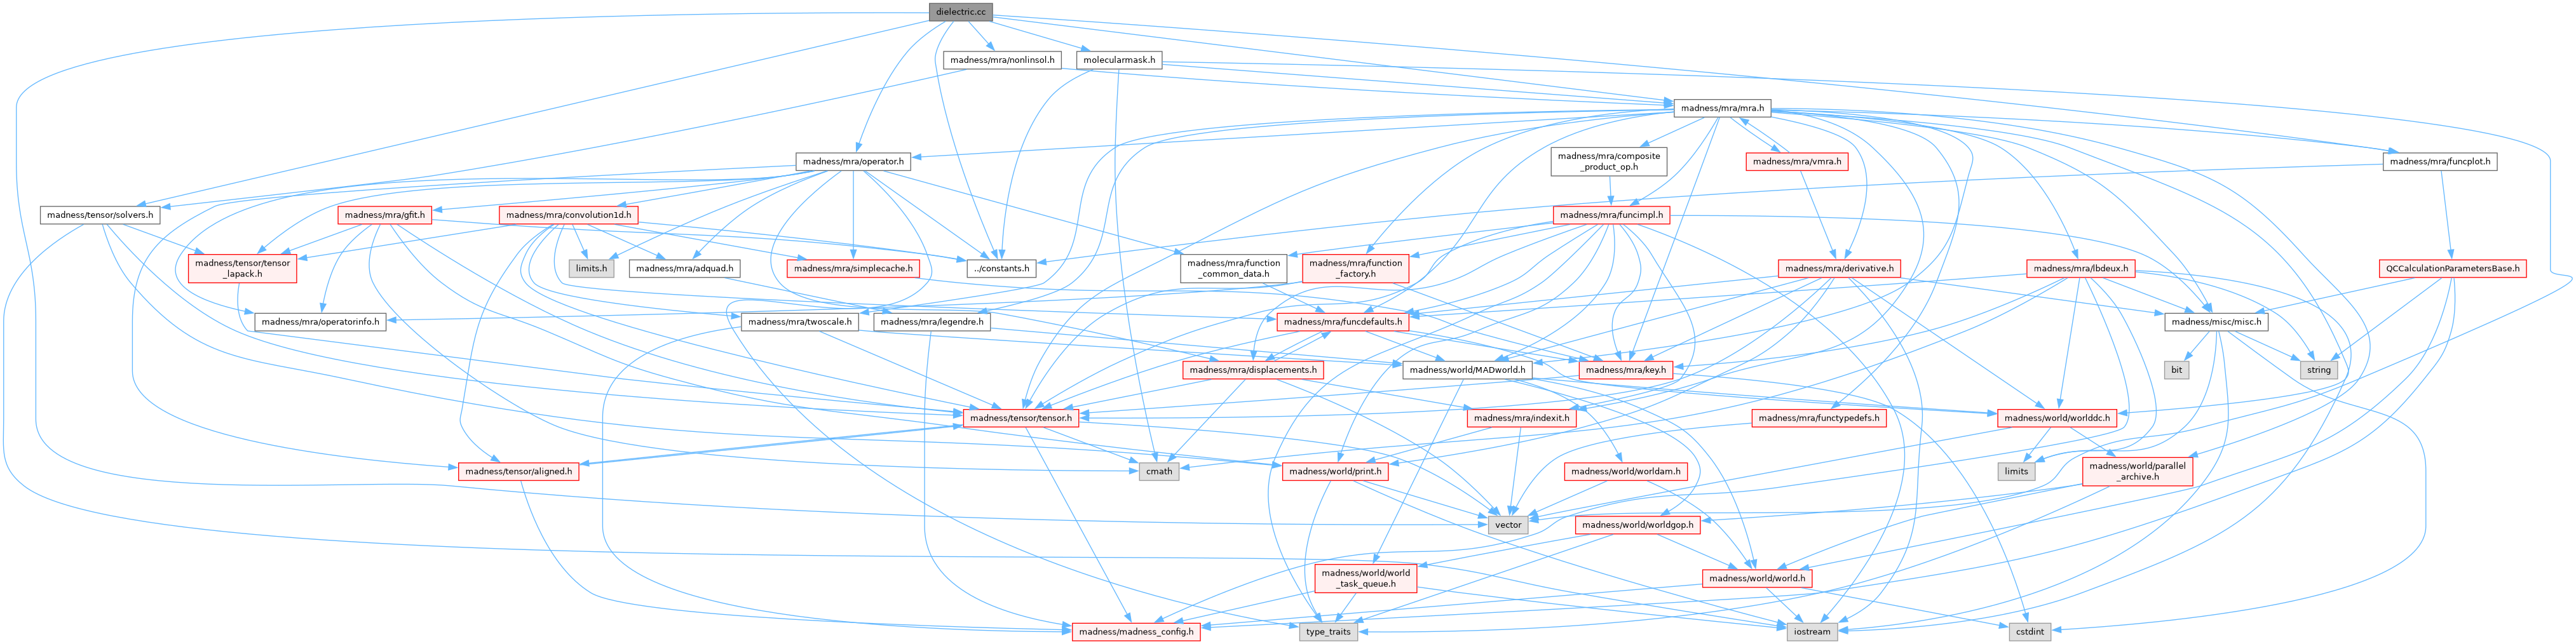 dielectric.cc
madness/mra/nonlinsol.h
molecularmask.h
madness/mra/mra.h
madness/mra/operator.h
madness/mra/composite
_product_op.h
madness/mra/vmra.h
madness/mra/funcplot.h
madness/tensor/solvers.h
madness/mra/gfit.h
madness/mra/convolution1d.h
madness/mra/funcimpl.h
madness/tensor/tensor
_lapack.h
limits.h
madness/mra/adquad.h
madness/mra/simplecache.h
../constants.h
madness/mra/function
_common_data.h
madness/mra/function
_factory.h
madness/mra/derivative.h
madness/mra/lbdeux.h
QCCalculationParametersBase.h
madness/mra/operatorinfo.h
madness/mra/twoscale.h
madness/mra/legendre.h
madness/mra/funcdefaults.h
madness/misc/misc.h
madness/mra/displacements.h
madness/world/MADworld.h
madness/mra/key.h
bit
string
madness/tensor/tensor.h
madness/mra/indexit.h
madness/mra/functypedefs.h
madness/world/worlddc.h
madness/tensor/aligned.h
cmath
madness/world/print.h
madness/world/worldam.h
limits
madness/world/parallel
_archive.h
vector
madness/world/worldgop.h
madness/world/world
_task_queue.h
madness/world/world.h
madness/madness_config.h
type_traits
iostream
cstdint